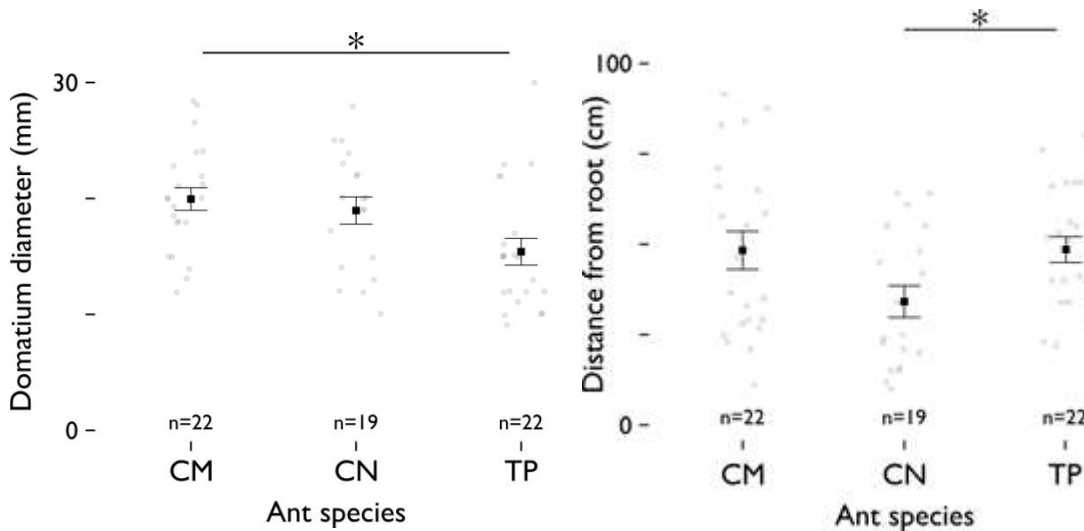 *
30
Domatium diameter (mm)
0
n=22
n=19
n=22
CM
CN
TP
Ant species
*
100
Distance from root (cm)
0
n=22
n=19
n=22
CM
CN
TP
Ant species